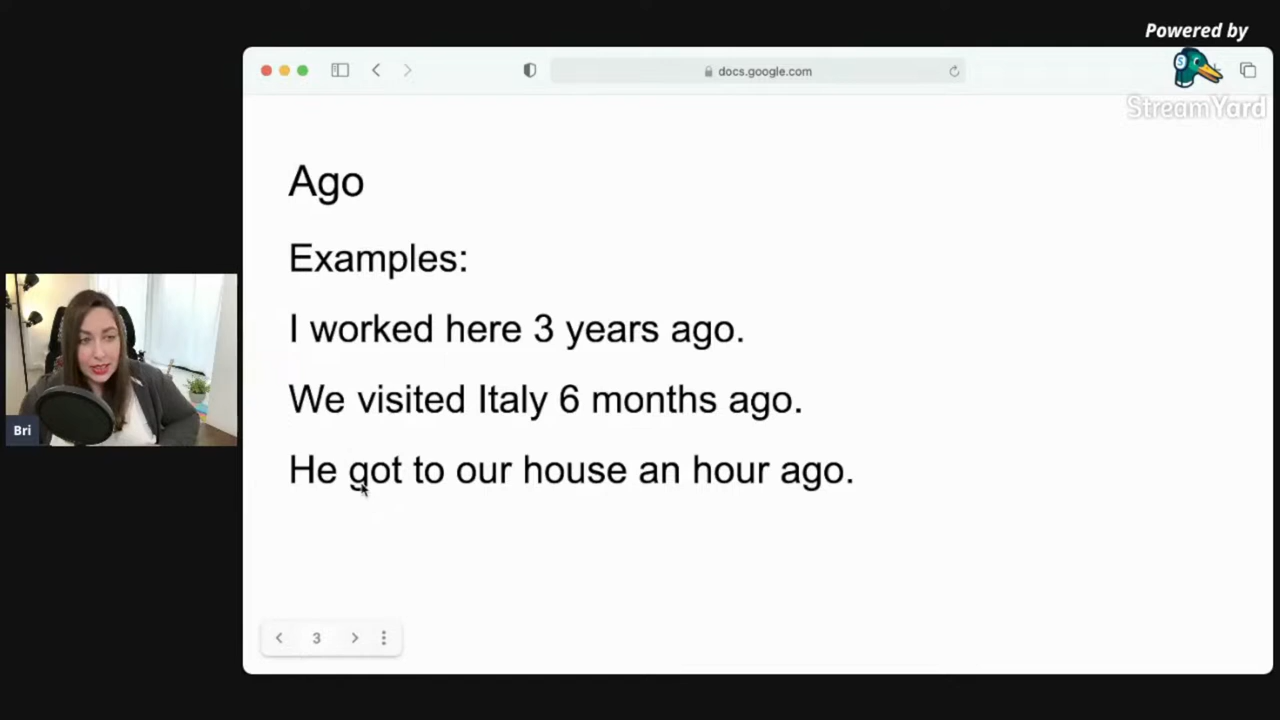 Powered by
docs.google.com
StreamYard
Ago
Examples:
I worked here 3 years ago.
We visited Italy 6 months ago.
He got to our house an hour ago.
Bri
3